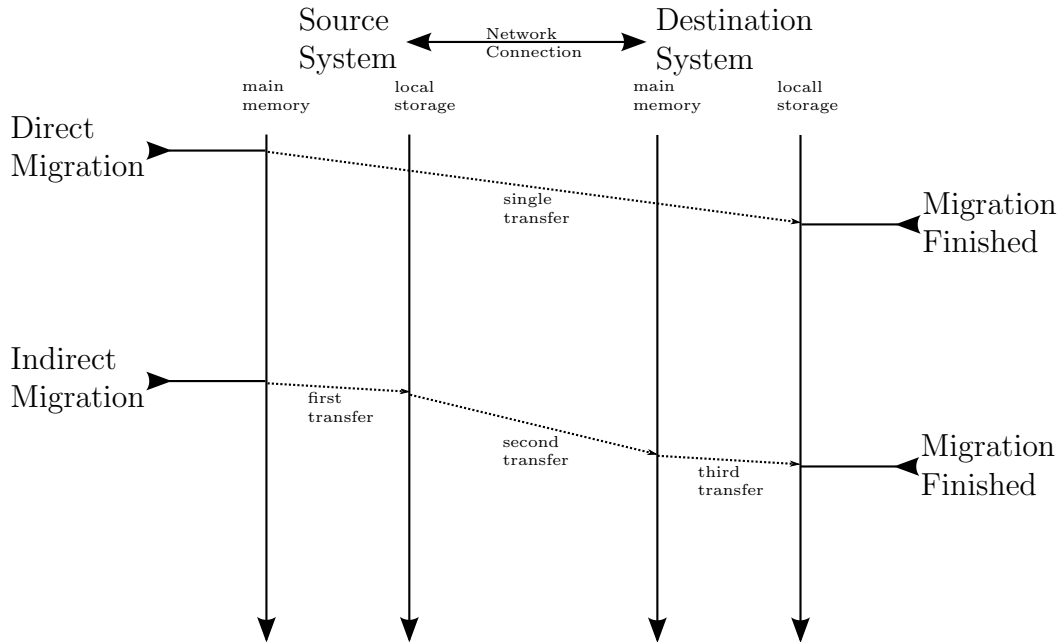 Source
System
Network
Connection
Destination
System
main
memory
local
storage
main
memory
locall
storage
Direct
Migration
single
transfer
Migration
Finished
Indirect
Migration
first
transfer
second
transfer
third
transfer
Migration
Finished